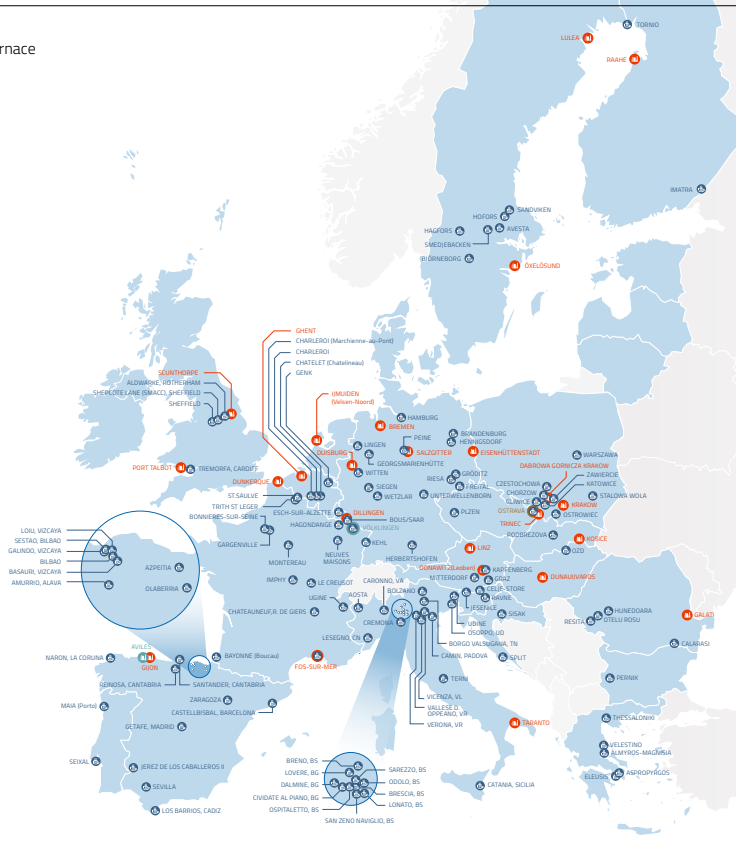 rnace
TORNIO
LULEA
RAAHE
IMATRA
SANDVIKEN
HOFORS
HAGFORS
AVESTA
SMEDJEBACKEN
BJÖRNEBORG
ÖXELÖSUND
GHENT
CHARLEROI (Marchienne-au-Pont)
CHARLEROI
CHATELET (Chatelineau)
GENK
SCUNTHORPE
ALDWARKE, ROTHERHAM
SHEPCOTE LANE (SMACC), SHEFFIELD
SHEFFIELD
IJMUIDEN
(Velsen-Noord)
HAMBURG
BREMEN
PEINE
BRANDENBURG
HENNIGSDORF
LINGEN
DUISBURG
SALZGITTER
EISENHÜTTENSTADT
WARSZAWA
GEORGSMARIENHÜTTE
DABROWA GORNICZA KRAKOW
PORT TALBOT
TREMORFA, CARDIFF
WITTEN
GRÖDITZ
ZAWIERCIE
DUNKERQUE
RIESA
CZESTOCHOWA
KATOWICE
SIEGEN
FREITAL
CHORZOW
ST.SAULVE
WETZLAR
UNTERWELLENBORN
GLIWICE
STALOWA WOLA
TRITH ST LEGER
KRAKOW
ESCH-SUR-ALZETTE
DILLINGEN
PLZEN
OSTRAVA
OSTROWIEC
BONNIERES-SUR-SEINE
HAGONDANGE
BOUS/SAAR
TRINEC
VÖLKLINGEN
LOIU, VIZCAYA
GARGENVILLE
PODBREZOVA
KOSICE
SESTAO, BILBAO
KEHL
LINZ
OZD
GALINDO, VIZCAYA
NEUVES
MAISONS
HERBERTSHOFEN
BILBAO
MONTEREAU
BASAURI, VIZCAYA
AZPEITIA
DONAWITZ(Leoben)
KAPFENBERG
AMURRIO, ALAVA
OLABERRIA
IMPHY
LE CREUSOT
CARONNO, VA
MITTERDORF
GRAZ
DUNAUJVAROS
BOLZANO
CELJE-STORE
UGINE
AOSTA
RAVNE
CHATEAUNEUF,R. DE GIERS
JESENICE
SISAK
HUNEDOARA
GALATI
CREMONA
UDINE
RESITA
OTELU ROSU
OSOPPO, UD
LESEGNO, CN
BORGO VALSUGANA, TN
CALARASI
AVILÉS
NARON, LA CORUNA
BAYONNE (Boucau)
CAMIN, PADOVA
SPLIT
GIJON
FOS-SUR-MER
TERNI
PERNIK
REINOSA, CANTABRIA
SANTANDER, CANTABRIA
VICENZA, VI
ZARAGOZA
VALLESE D.
OPPEANO, VR
MAIA (Porto)
CASTELLBISBAL, BARCELONA
THESSALONIKI
GETAFE, MADRID
VERONA, VR
TARANTO
VELESTINO
ALMYROS-MAGNISIA
SEIXAL
JEREZ DE LOS CABALLEROS II
BRENO, BS
LOVERE, BG
SAREZZO, BS
ELEUSIS
ASPROPYRGOS
SEVILLA
DALMINE, BG
ODOLO, BS
CATANIA, SICILIA
CIVIDATE AL PIANO, BG
BRESCIA, BS
LOS BARRIOS, CADIZ
OSPITALETTO, BS
LONATO, BS
SAN ZENO NAVIGLIO, BS